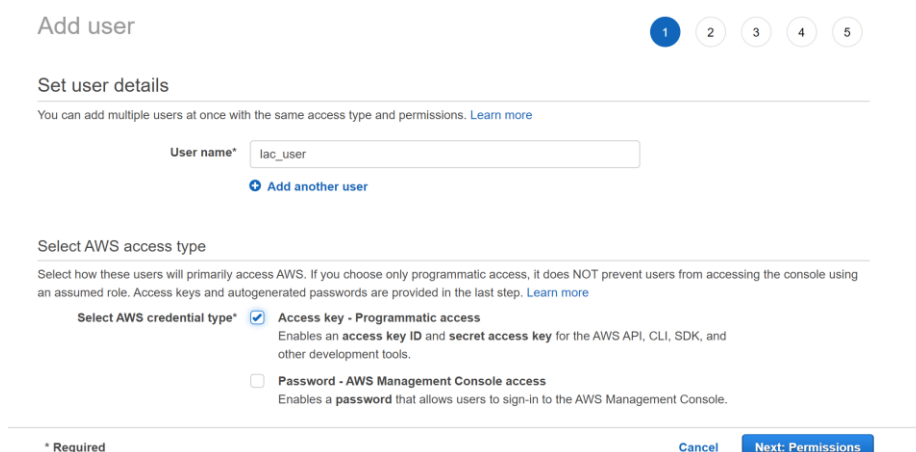 Add user
1 2 3 4 5
Set user details
You can add multiple users at once with the same access type and permissions. Learn more
User name* lac_user
Add another user
Select AWS access type
Select how these users will primarily access AWS. If you choose only programmatic access, it does NOT prevent users from accessing the console using
an assumed role. Access keys and autogenerated passwords are provided in the last step. Learn more
Select AWS credential type* Access key - Programmatic access
Enables an access key ID and secret access key for the AWS API, CLI, SDK, and
other development tools.
Password - AWS Management Console access
Enables a password that allows users to sign-in to the AWS Management Console.
* Required Cancel Next: Permissions